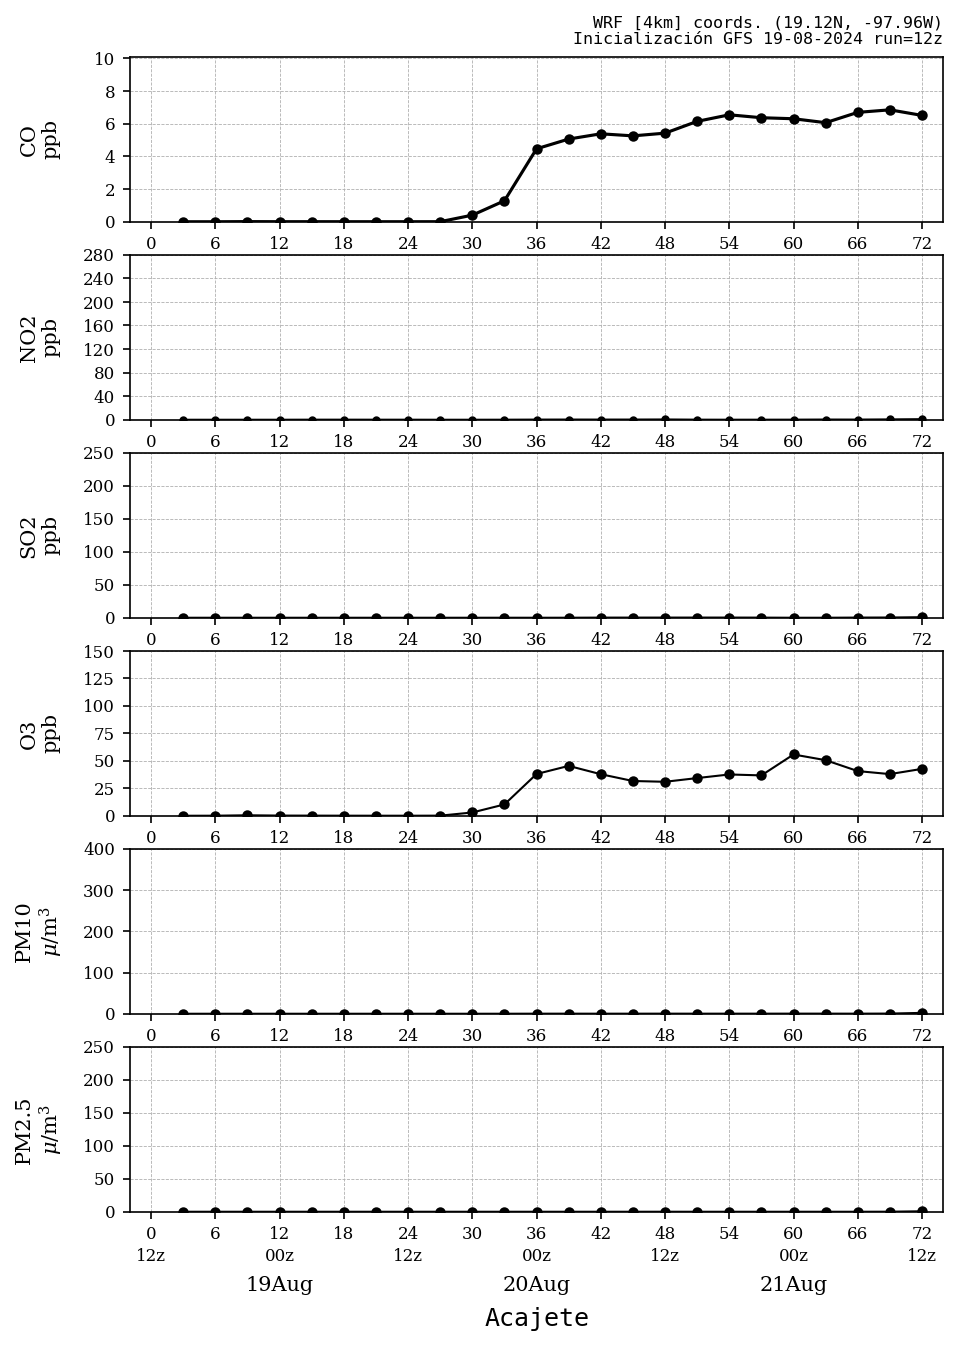 WRF [4km] coords. (19.12N, -97.96W)
Inicialización GFS 19-08-2024 run=12z
CO
ppb
10
8
6
4
2
0
0 6 12 18 24 30 36 42 48 54 60 66 72
NO2
ppb
280
240
200
160
120
80
40
0
0 6 12 18 24 30 36 42 48 54 60 66 72
SO2
ppb
250
200
150
100
50
0
0 6 12 18 24 30 36 42 48 54 60 66 72
O3
ppb
150
125
100
75
50
25
0
0 6 12 18 24 30 36 42 48 54 60 66 72
PM10
μ/m³
400
300
200
100
0
0 6 12 18 24 30 36 42 48 54 60 66 72
PM2.5
μ/m³
250
200
150
100
50
0
0 6 12 18 24 30 36 42 48 54 60 66 72
12z 00z 12z 00z 12z 00z 12z
19Aug 20Aug 21Aug
Acajete